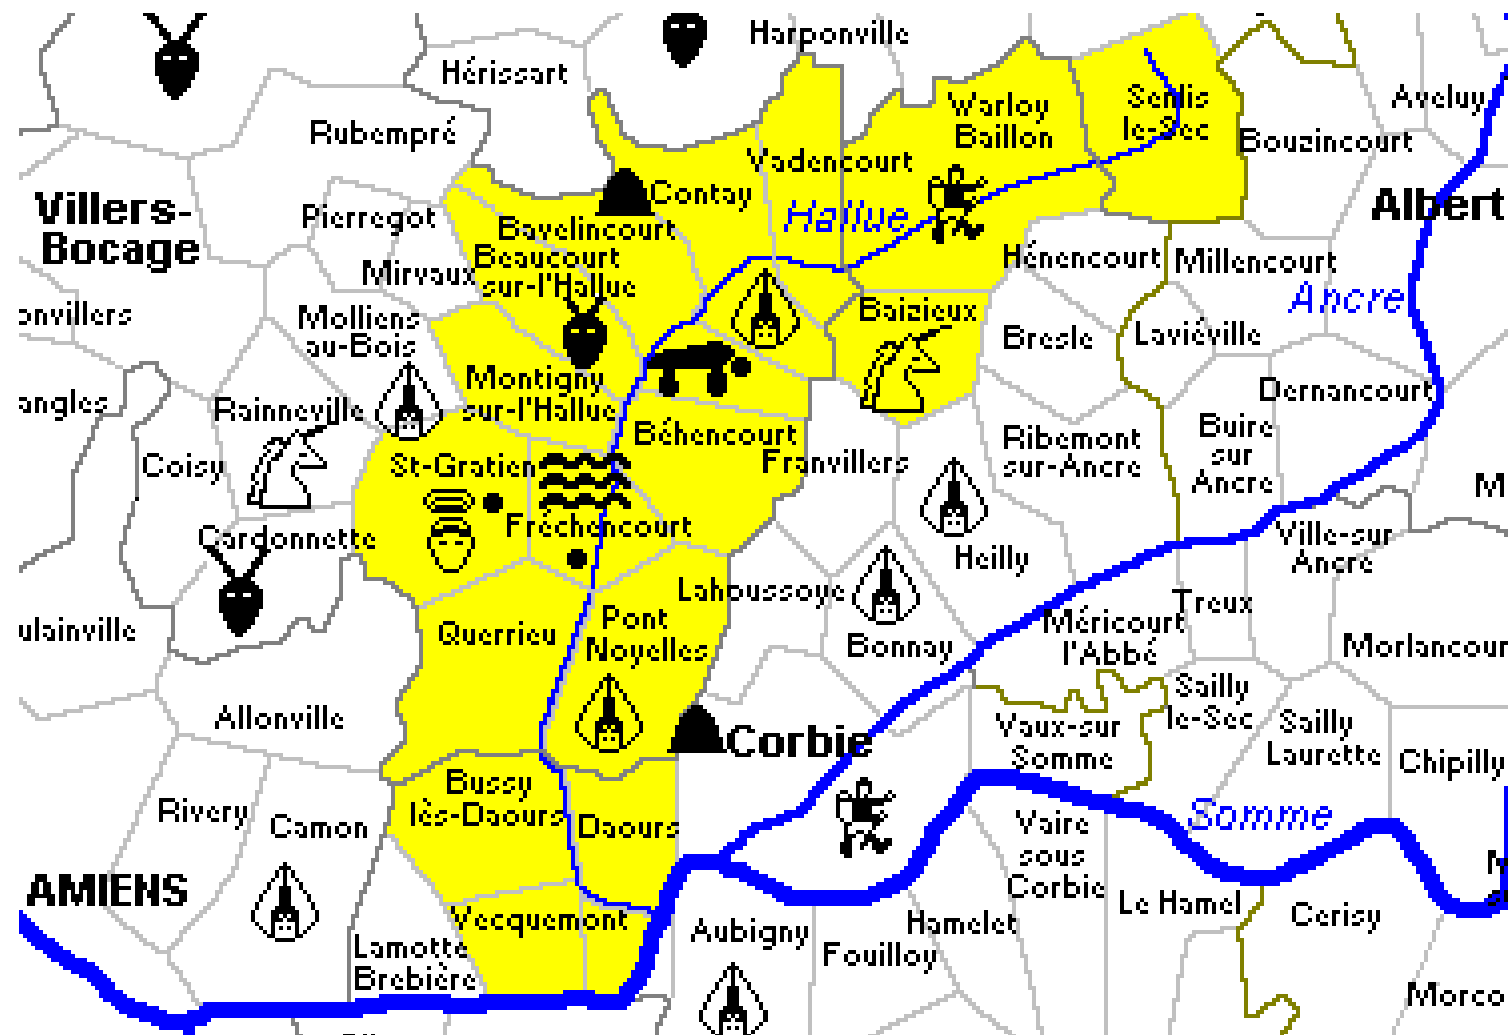 Harponville
Hérissart
Aveluy
Warloy
Baillon
Senlis
le-Sec
Rubempré
Bouzincourt
Vadencourt
Contay
Villers-
Bocage
Albert
Pierregot
Hallue
Bavelincourt
Beaucourt
sur-l'Hallue
Mirvaux
Hénencourt
Millencourt
Ancre
Baizieux
onvillers
Molliens
au-Bois
Bresle
Laviéville
Montigny
sur-l'Hallue
Dernancourt
angles
Rainneville
Béhencourt
Buire
sur
Ancre
Ribemont
sur-Ancre
Coisy
St-Gratien
Franvillers
M
Fréchencourt
Cardonnette
Ville-sur
Ancre
Heilly
Lahoussoye
Treux
ulainville
Querrieu
Pont
Noyelles
Bonnay
Méricourt
l'Abbé
Morlancour
Allonville
Sailly
le-Sec
Corbie
Vaux-sur
Somme
Sailly
Laurette
Chipilly
Bussy
lès-Daours
Rivery
Camon
Daours
Somme
Vaire
sous
Corbie
AMIENS
Vecquemont
Le Hamel
Cerisy
Aubigny
Hamelet
Fouilloy
Lamotte
Brebière
Morco